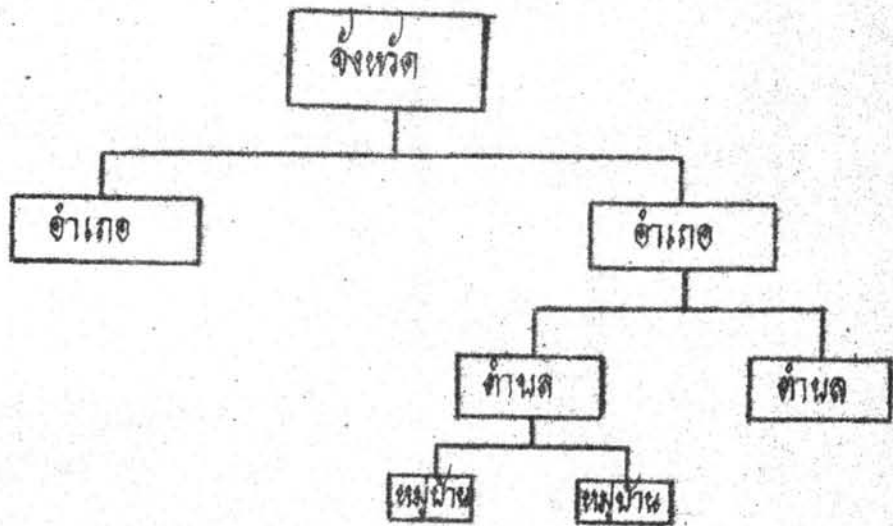 จังหวัด
อำเภอ
อำเภอ
ตำบล
ตำบล
หมู่บ้าน
หมู่บ้าน